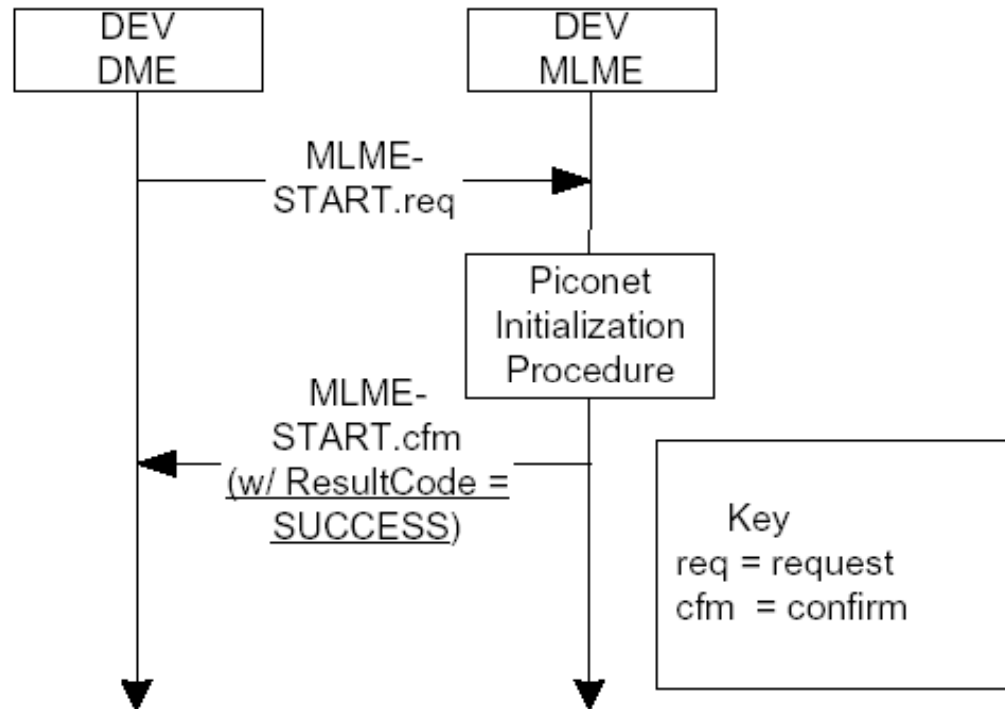 DEV
DME
DEV
MLME
MLME-
START.req
Piconet
Initialization
Procedure
MLME-
START.cfm
(w/ ResultCode =
SUCCESS)
Key
req = request
cfm = confirm